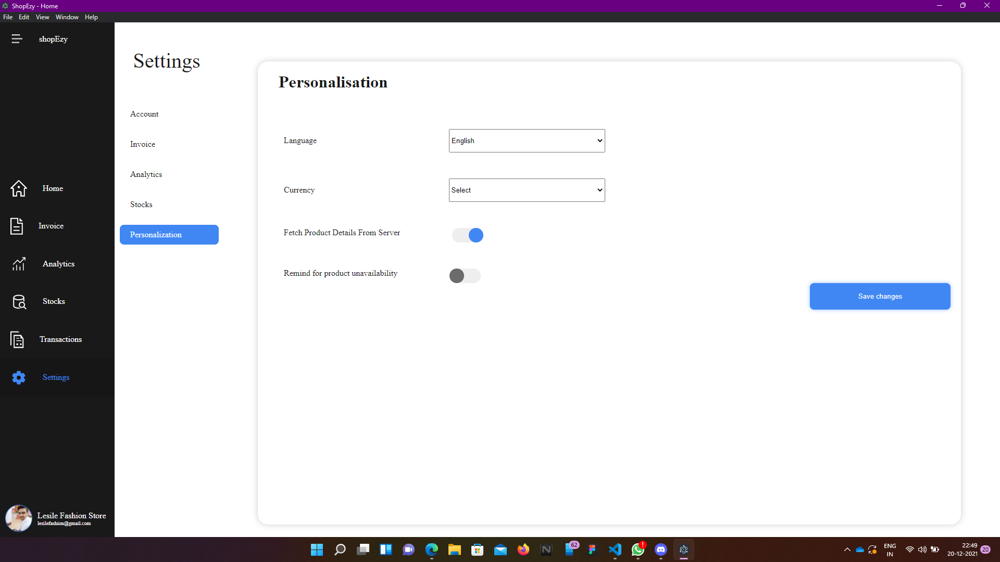 ShopEzy - Home
File Edit View Window Help
shopEzy
Home
Invoice
Analytics
Stocks
Transactions
Settings
Lesile Fashion Store
lesilefashion@gmail.com
Settings
Account
Invoice
Analytics
Stocks
Personalization
Personalisation
Language
English
Currency
Select
Fetch Product Details From Server
Remind for product unavailability
Save changes
62
!
ENG
IN
22:49
20-12-2021
20